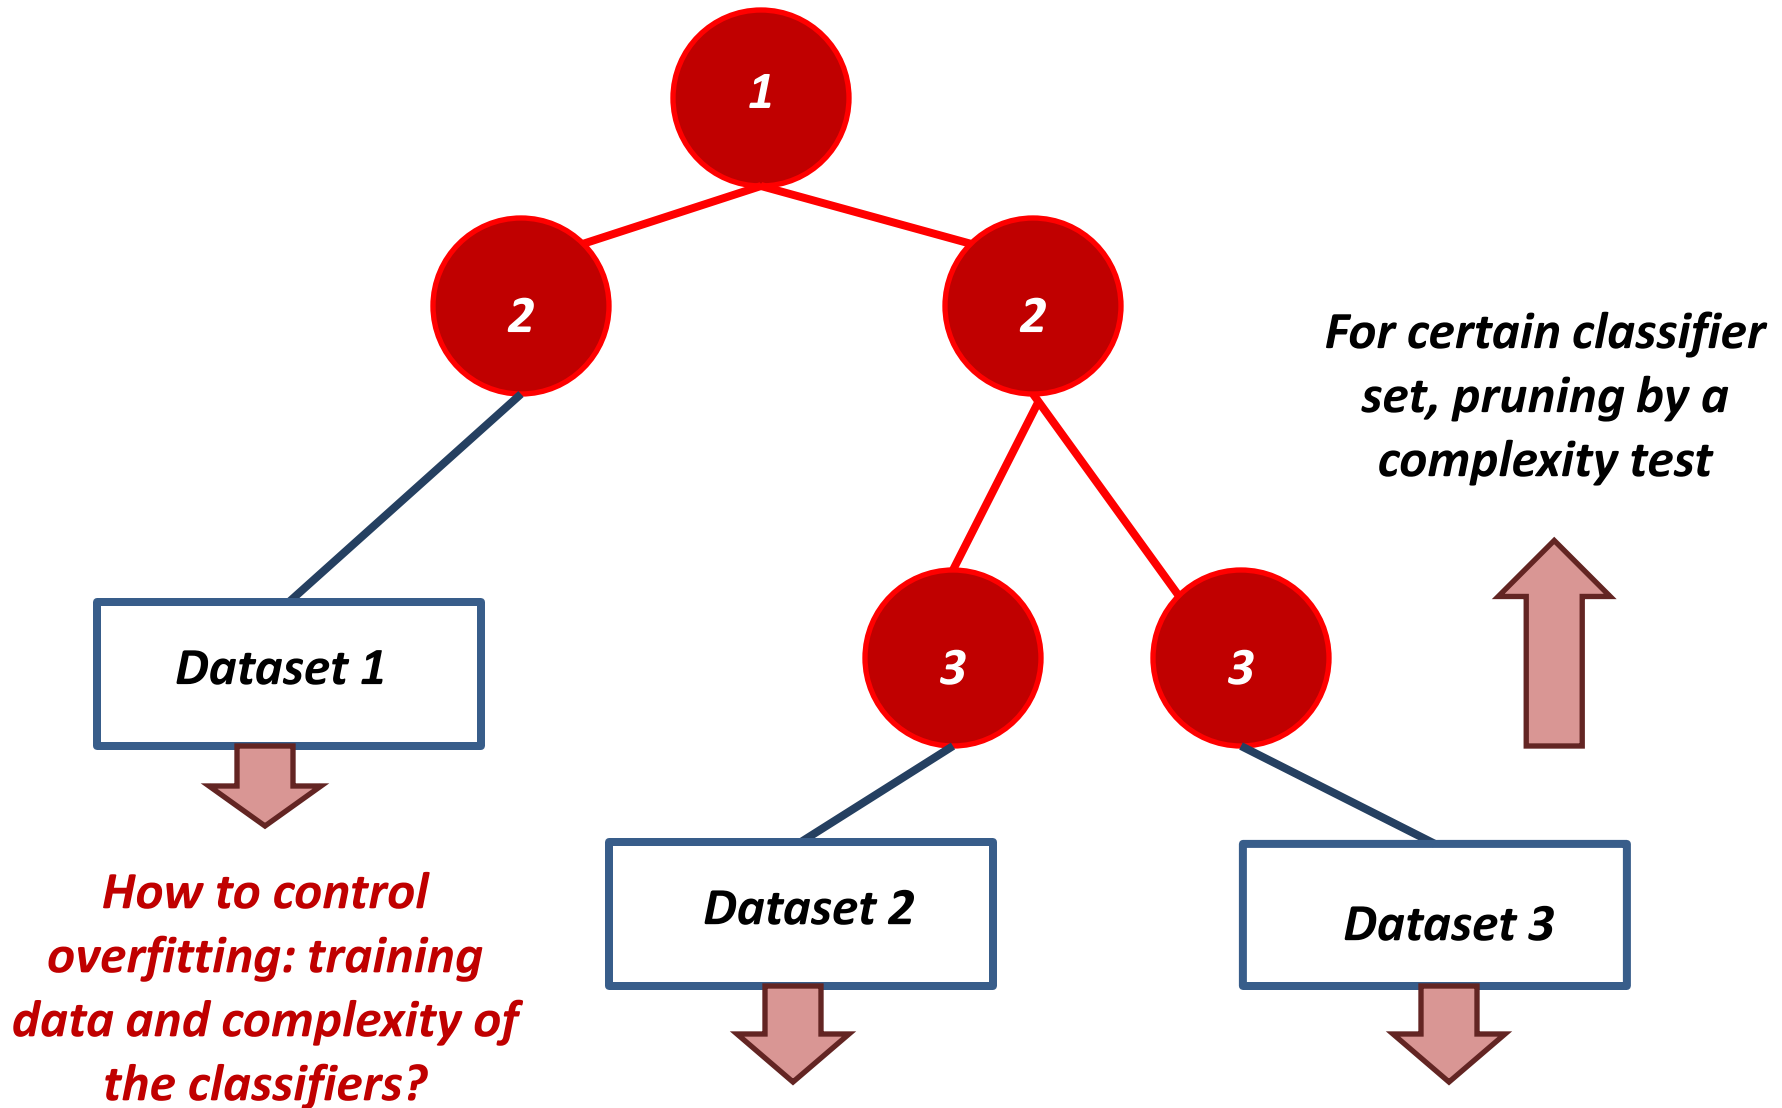 1
2
2
For certain classifier
set, pruning by a
complexity test
Dataset 1
3
3
How to control
overfitting: training
data and complexity of
the classifiers?
Dataset 2
Dataset 3